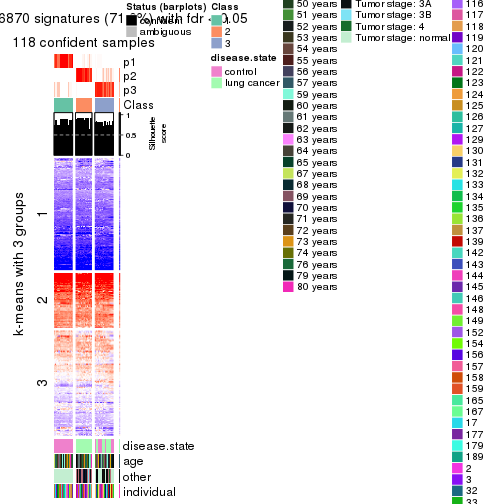 6870 signatures (71. %) with fdr < 0.05
118 confident samples
Status (barplots)
confident
ambiguous
Class
1
2
3
disease.state
control
lung cancer
p1
p2
p3
Class
1
0.5
0
Silhouette
score
k-means with 3 groups
1
2
3
disease.state
age
other
individual
50 years
51 years
52 years
53 years
54 years
55 years
56 years
57 years
59 years
60 years
61 years
62 years
63 years
64 years
65 years
67 years
68 years
69 years
70 years
71 years
72 years
73 years
74 years
76 years
79 years
80 years
Tumor stage: 3A
Tumor stage: 3B
Tumor stage: 4
Tumor stage: normal
116
117
118
119
120
121
122
123
124
125
126
127
129
130
131
132
133
134
135
136
137
139
142
143
144
145
146
148
149
152
154
156
157
158
159
165
167
17
177
179
189
2
3
32
33